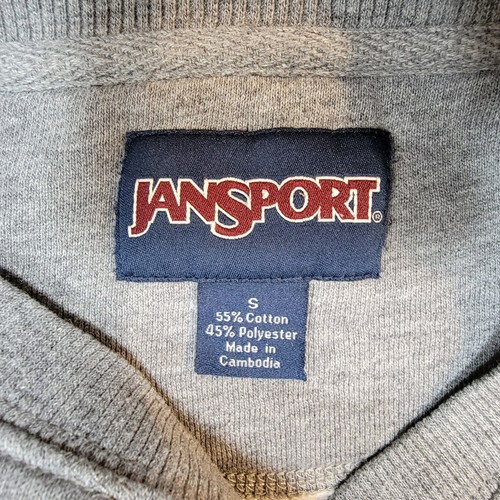 JANSPORT®
S
55% Cotton
45% Polyester
Made in
Cambodia